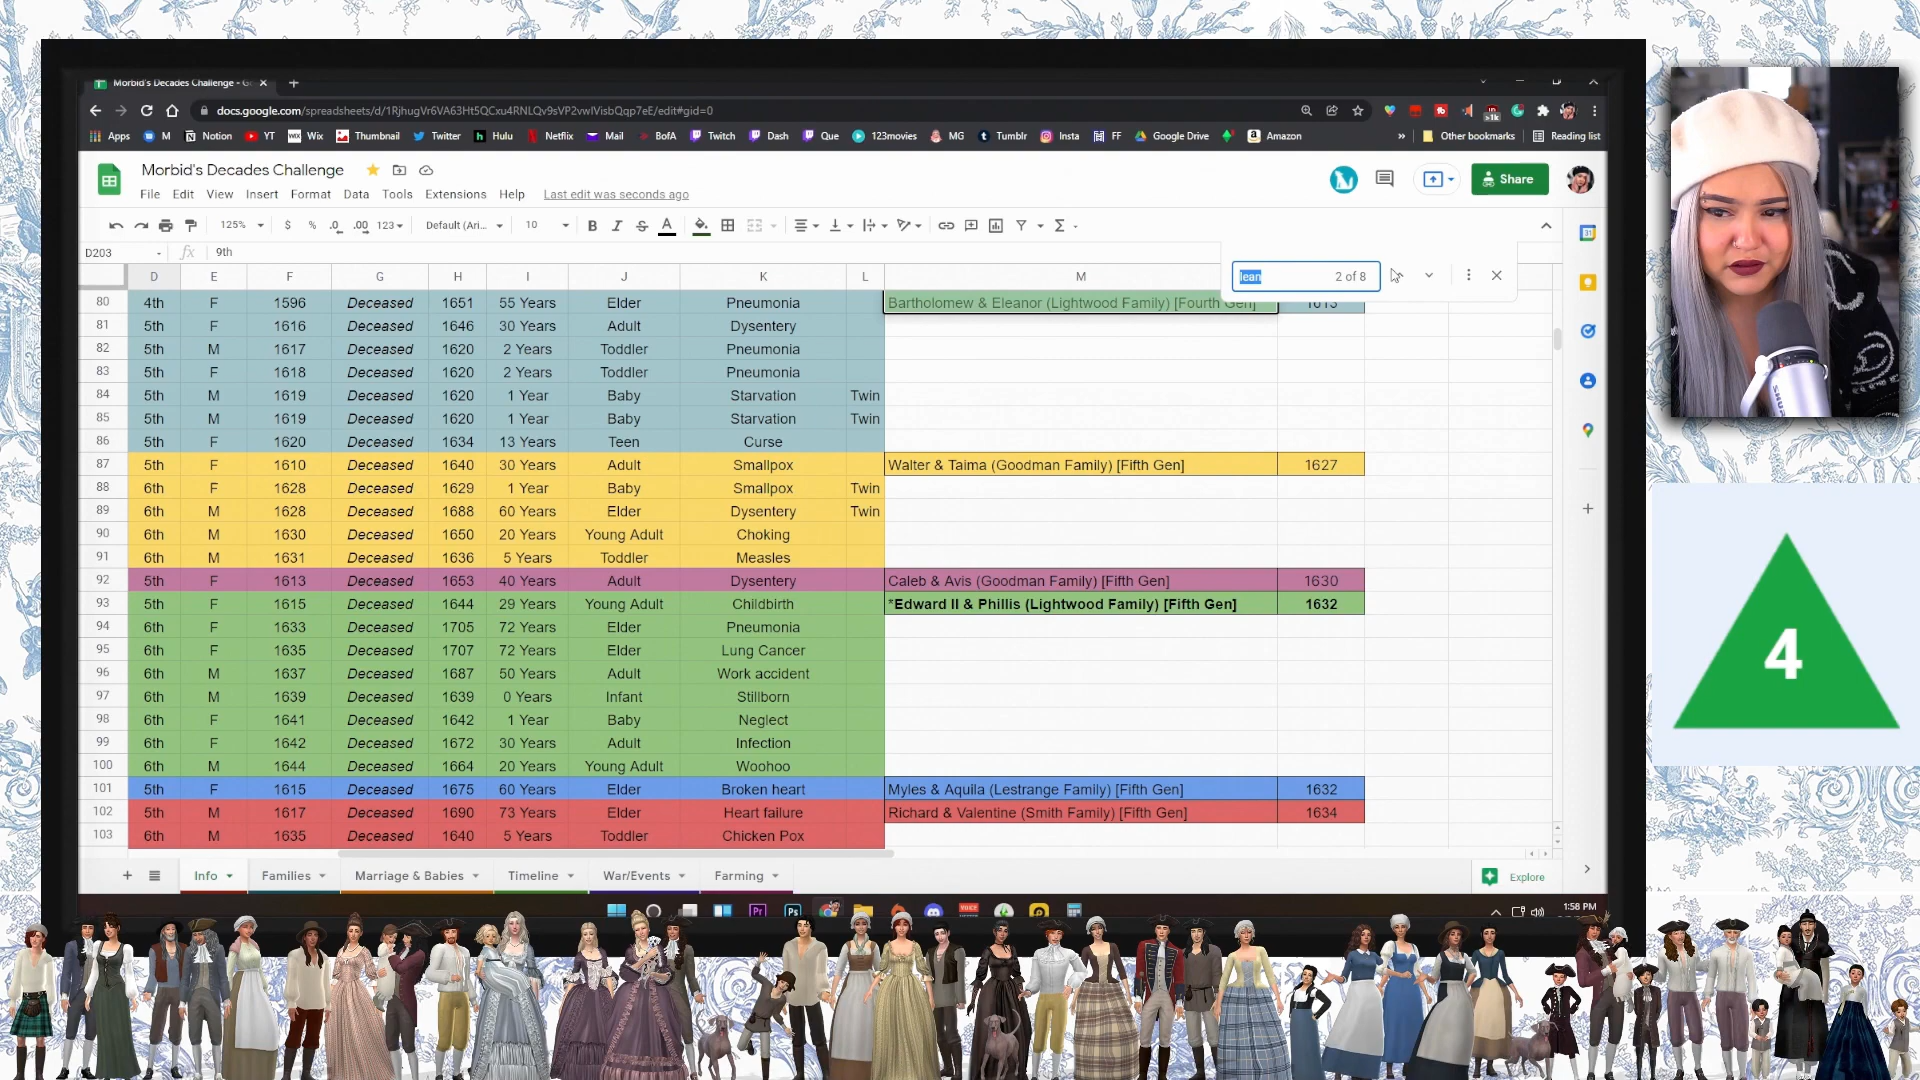 Morbid's Decades Challenge - G
docs.google.com/spreadsheets/d/1RjhugVr6VA63Ht5QCxu4RNLQv9sVP2vwIVisbQqp7eE/edit#gid=0
Apps M Notion YT Wix Thumbnail Twitter Hulu Netflix Mail BofA Twitch Dash Que 123movies MG Tumblr Insta FF Google Drive Amazon » Other bookmarks Reading list
Morbid's Decades Challenge
File Edit View Insert Format Data Tools Extensions Help Last edit was seconds ago
Share
125% $ % .0 .00 123 Default (Ari... 10 B I S A
D203 fx 9th
lean 2 of 8
D E F G H I J K L M
80 4th F 1596 Deceased 1651 55 Years Elder Pneumonia Bartholomew & Eleanor (Lightwood Family) [Fourth Gen] 1613
81 5th F 1616 Deceased 1646 30 Years Adult Dysentery
82 5th M 1617 Deceased 1620 2 Years Toddler Pneumonia
83 5th F 1618 Deceased 1620 2 Years Toddler Pneumonia
84 5th M 1619 Deceased 1620 1 Year Baby Starvation Twin
85 5th M 1619 Deceased 1620 1 Year Baby Starvation Twin
86 5th F 1620 Deceased 1634 13 Years Teen Curse
87 5th F 1610 Deceased 1640 30 Years Adult Smallpox Walter & Taima (Goodman Family) [Fifth Gen] 1627
88 6th F 1628 Deceased 1629 1 Year Baby Smallpox Twin
89 6th M 1628 Deceased 1688 60 Years Elder Dysentery Twin
90 6th M 1630 Deceased 1650 20 Years Young Adult Choking
91 6th M 1631 Deceased 1636 5 Years Toddler Measles
92 5th F 1613 Deceased 1653 40 Years Adult Dysentery Caleb & Avis (Goodman Family) [Fifth Gen] 1630
93 5th F 1615 Deceased 1644 29 Years Young Adult Childbirth *Edward II & Phillis (Lightwood Family) [Fifth Gen] 1632
94 6th F 1633 Deceased 1705 72 Years Elder Pneumonia
95 6th F 1635 Deceased 1707 72 Years Elder Lung Cancer
96 6th M 1637 Deceased 1687 50 Years Adult Work accident
97 6th M 1639 Deceased 1639 0 Years Infant Stillborn
98 6th F 1641 Deceased 1642 1 Year Baby Neglect
99 6th F 1642 Deceased 1672 30 Years Adult Infection
100 6th M 1644 Deceased 1664 20 Years Young Adult Woohoo
101 5th F 1615 Deceased 1675 60 Years Elder Broken heart Myles & Aquila (Lestrange Family) [Fifth Gen] 1632
102 5th M 1617 Deceased 1690 73 Years Elder Heart failure Richard & Valentine (Smith Family) [Fifth Gen] 1634
103 6th M 1635 Deceased 1640 5 Years Toddler Chicken Pox
Info Families Marriage & Babies Timeline War/Events Farming Explore
1:58 PM
4